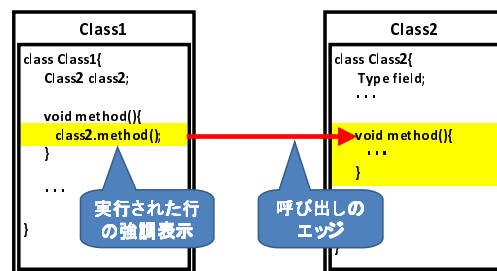 Class1
class Class1{
Class2 class2;
void method(){
class2.method();
}
...
}
実行された行
の強調表示
Class2
class Class2{
Type field;
...
void method(){
...
}
}
呼び出しの
エッジ